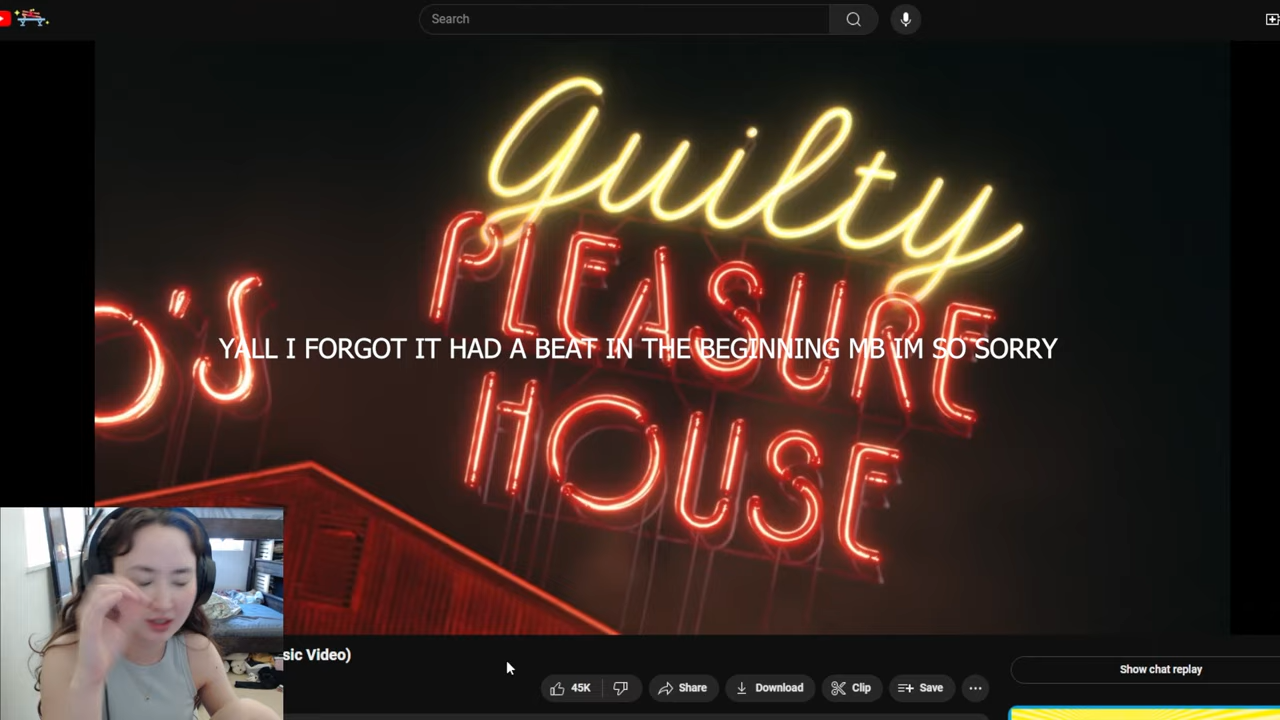 Search
guilty
PLEASURE
O'S
HOUSE
YALL I FORGOT IT HAD A BEAT IN THE BEGINNING MB IM SO SORRY
sic Video)
45K
Share
Download
Clip
Save
Show chat replay